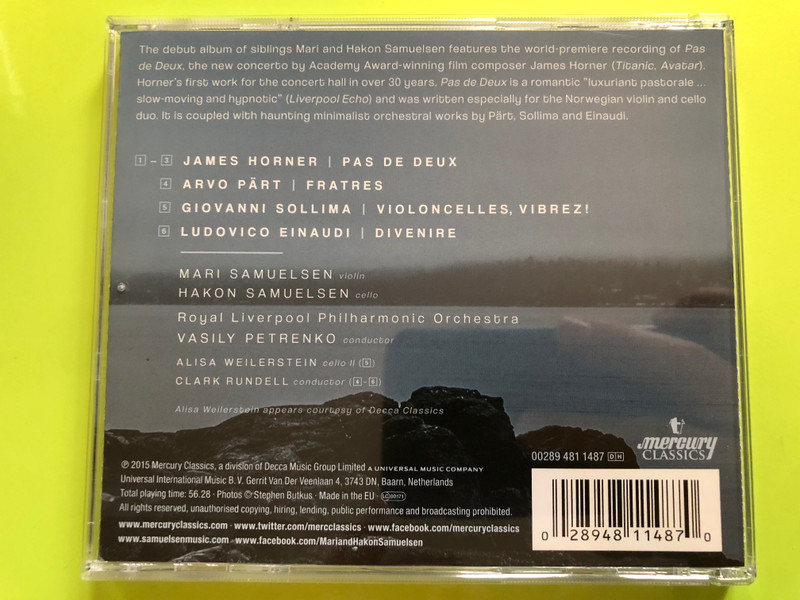 The debut album of siblings Mari and Hakon Samuelsen features the world-premiere recording of Pas
de Deux, the new concerto by Academy Award-winning film composer James Horner (Titanic, Avatar).
Horner's first work for the concert hall in over 30 years, Pas de Deux is a romantic "luxuriant pastorale ...
slow-moving and hypnotic" (Liverpool Echo) and was written especially for the Norwegian violin and cello
duo. It is coupled with haunting minimalist orchestral works by Pärt, Sollima and Einaudi.
1 – 3 JAMES HORNER | PAS DE DEUX
4 ARVO PÄRT | FRATRES
5 GIOVANNI SOLLIMA | VIOLONCELLES, VIBREZ!
6 LUDOVICO EINAUDI | DIVENIRE
MARI SAMUELSEN violin
HAKON SAMUELSEN cello
Royal Liverpool Philharmonic Orchestra
VASILY PETRENKO conductor
ALISA WEILERSTEIN cello II (5)
CLARK RUNDELL conductor (4–6)
Alisa Weilerstein appears courtesy of Decca Classics
mercury
CLASSICS
00289 481 1487 DH
℗ 2015 Mercury Classics, a division of Decca Music Group Limited A UNIVERSAL MUSIC COMPANY
Universal International Music B.V. Gerrit Van Der Veenlaan 4, 3743 DN, Baarn, Netherlands
Total playing time: 56.28 · Photos © Stephen Butkus · Made in the EU · LC 00171
All rights reserved, unauthorised copying, hiring, lending, public performance and broadcasting prohibited.
www.mercuryclassics.com · www.twitter.com/mercclassics · www.facebook.com/mercuryclassics
www.samuelsenmusic.com · www.facebook.com/MariandHakonSamuelsen
0 28948 11487 0